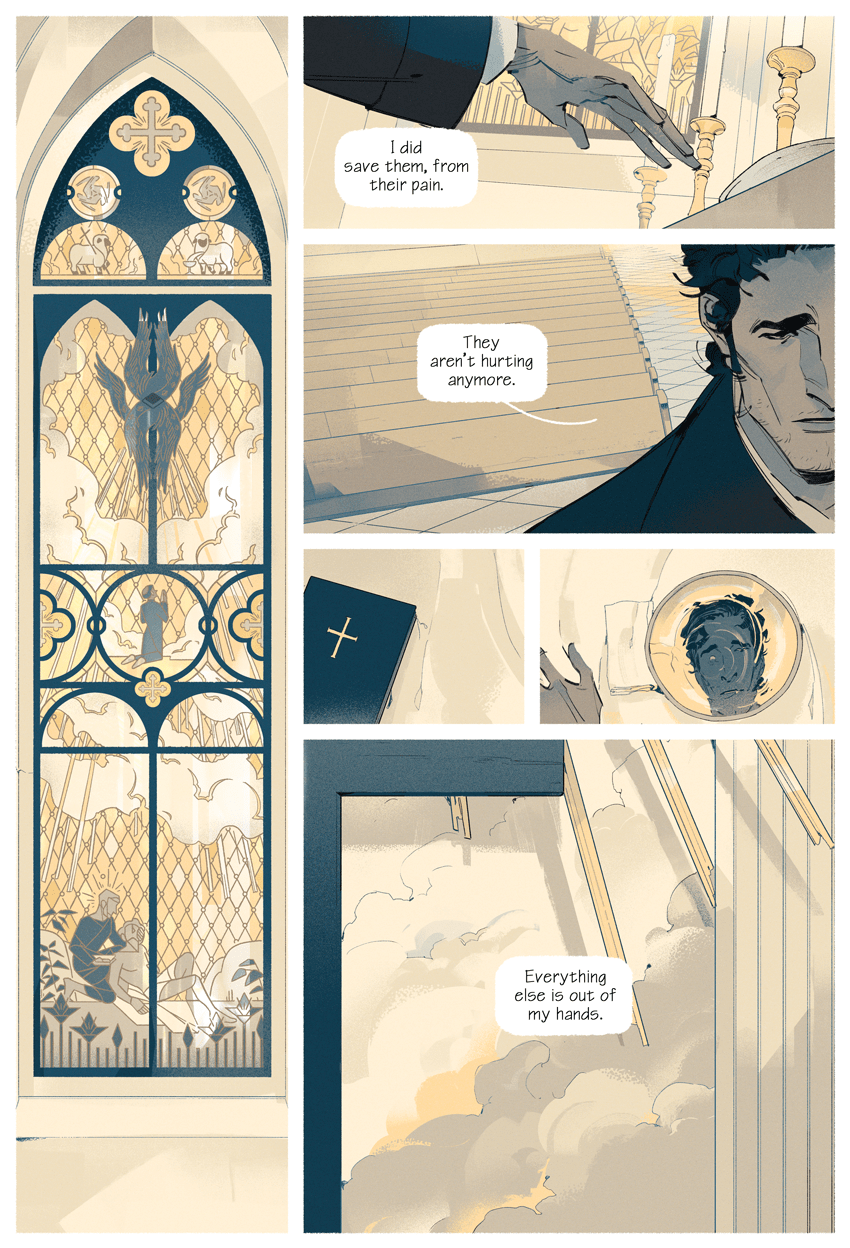 I did
save them, from
their pain.
They
aren't hurting
anymore.
Everything
else is out of
my hands.